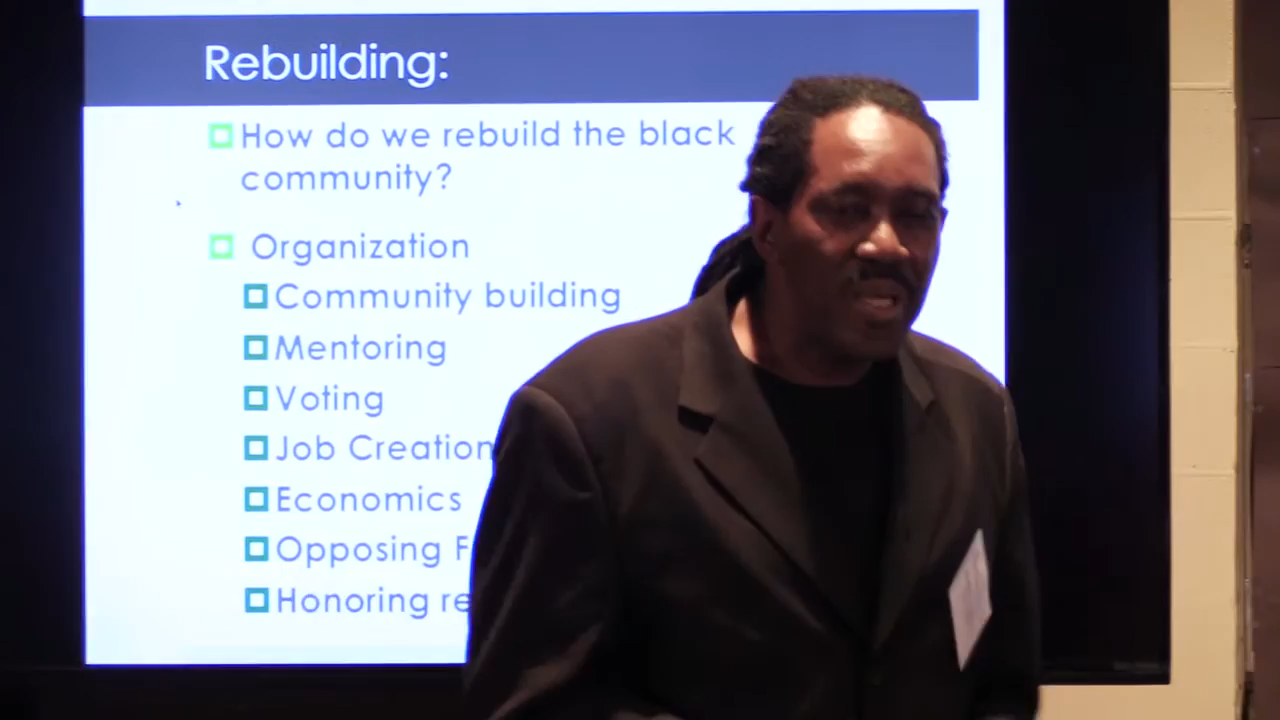 Rebuilding:
How do we rebuild the black
community?
Organization
Community building
Mentoring
Voting
Job Creation
Economics
Opposing
Honoring